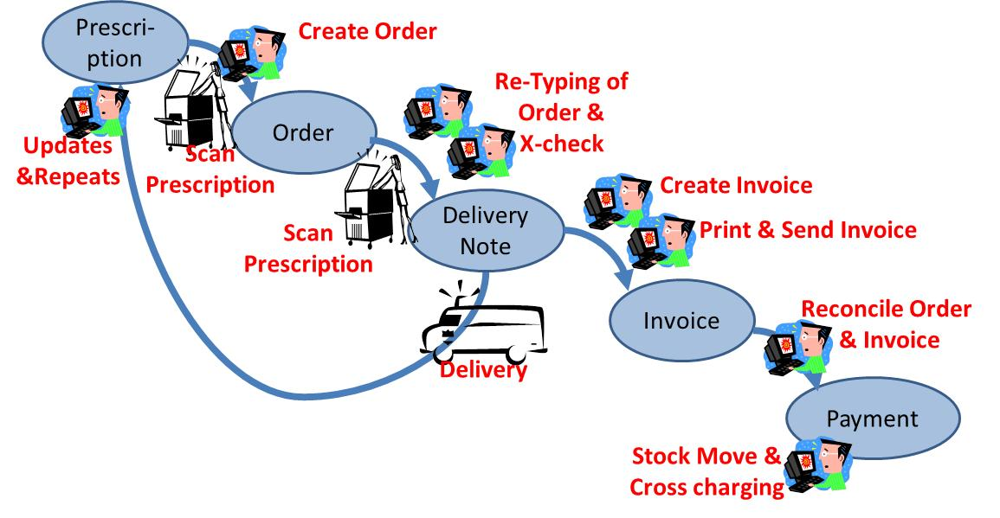 Prescri-
ption
Create Order
Updates
&Repeats
Scan
Prescription
Order
Re-Typing of
Order &
X-check
Scan
Prescription
Delivery
Note
Create Invoice
Print & Send Invoice
Delivery
Invoice
Reconcile Order
& Invoice
Payment
Stock Move &
Cross charging